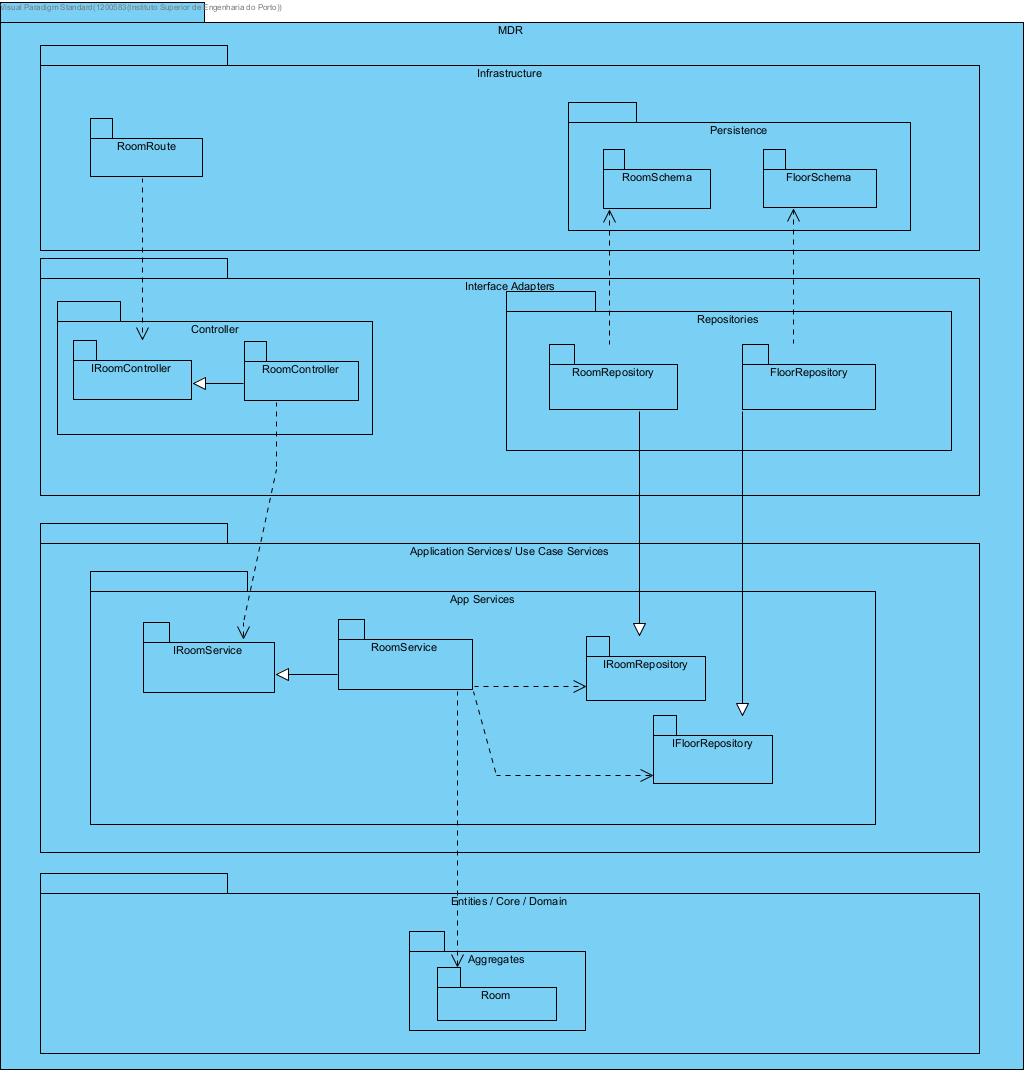 Visual Paradigm Standard(1200583(Instituto Superior de Engenharia do Porto))
MDR
Infrastructure
RoomRoute
Persistence
RoomSchema
FloorSchema
Interface Adapters
Controller
IRoomController
RoomController
Repositories
RoomRepository
FloorRepository
Application Services/ Use Case Services
App Services
IRoomService
RoomService
IRoomRepository
IFloorRepository
Entities / Core / Domain
Aggregates
Room